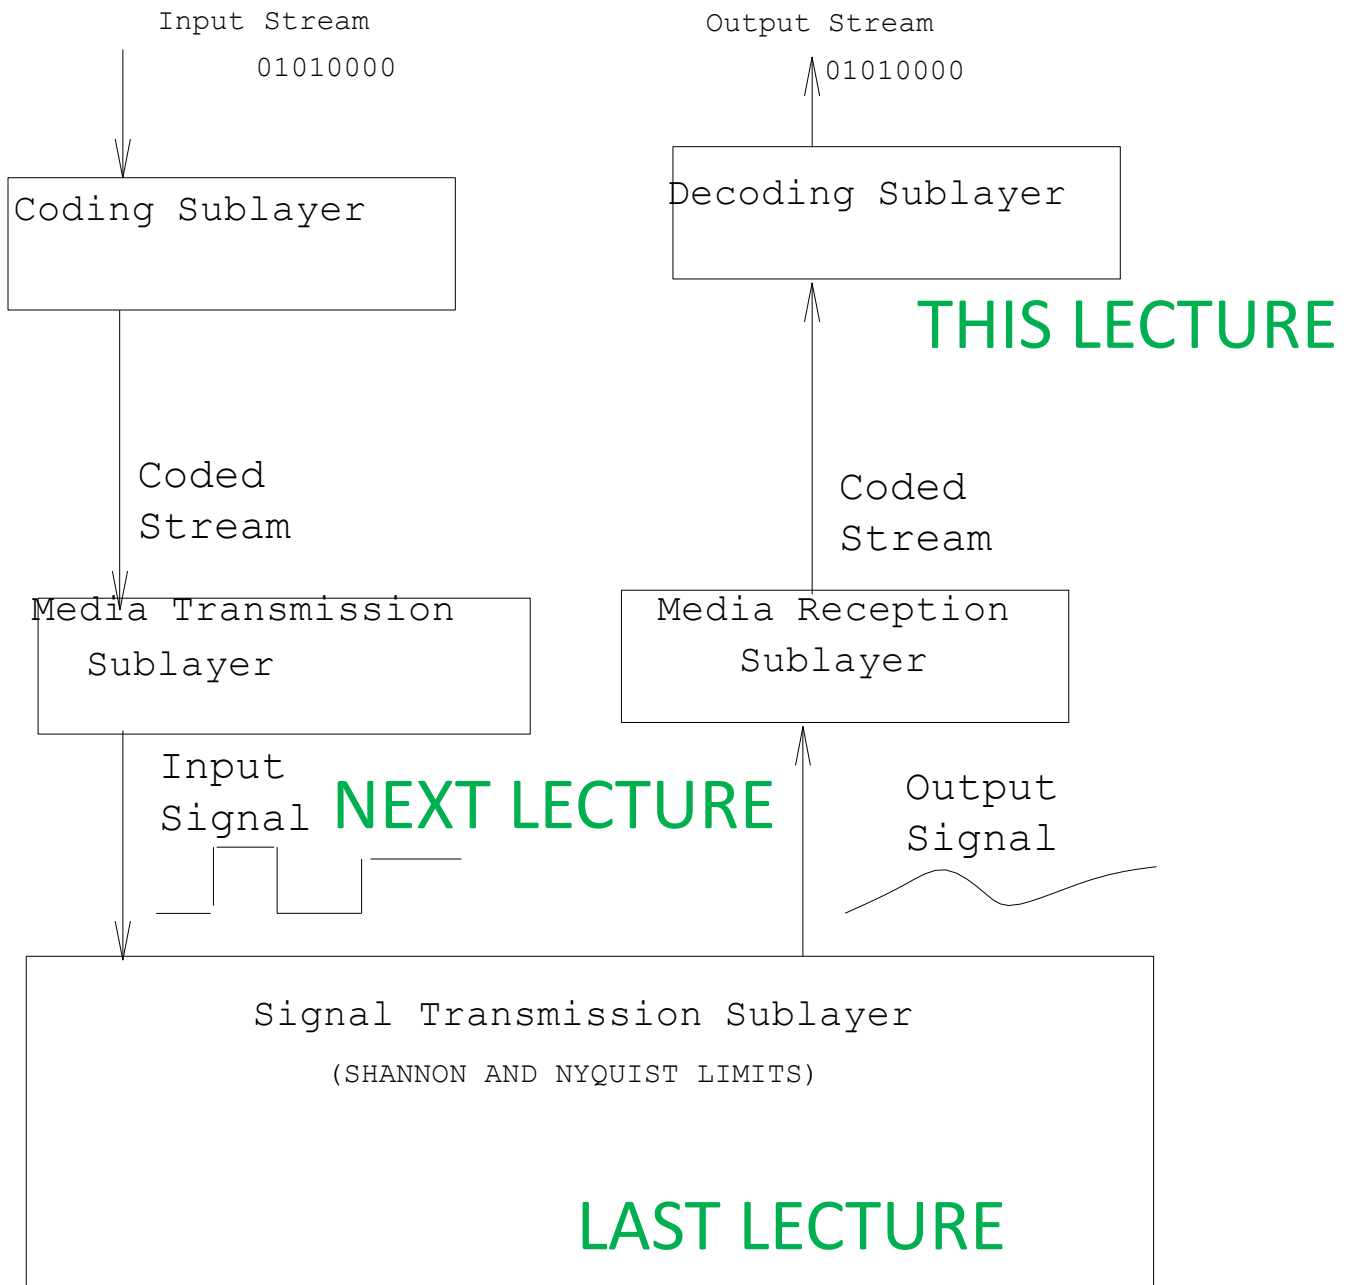 Input Stream
01010000
Output Stream
01010000
Coding Sublayer
Decoding Sublayer
THIS LECTURE
Coded
Stream
Coded
Stream
Media Transmission
Sublayer
Media Reception
Sublayer
Input
Signal
NEXT LECTURE
Output
Signal
Signal Transmission Sublayer
(SHANNON AND NYQUIST LIMITS)
LAST LECTURE